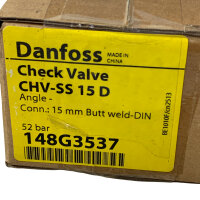 Danfoss
MADE IN
CHINA
Check Valve
CHV-SS 15 D
Angle -
Conn.: 15 mm Butt weld-DIN
52 bar
148G3537